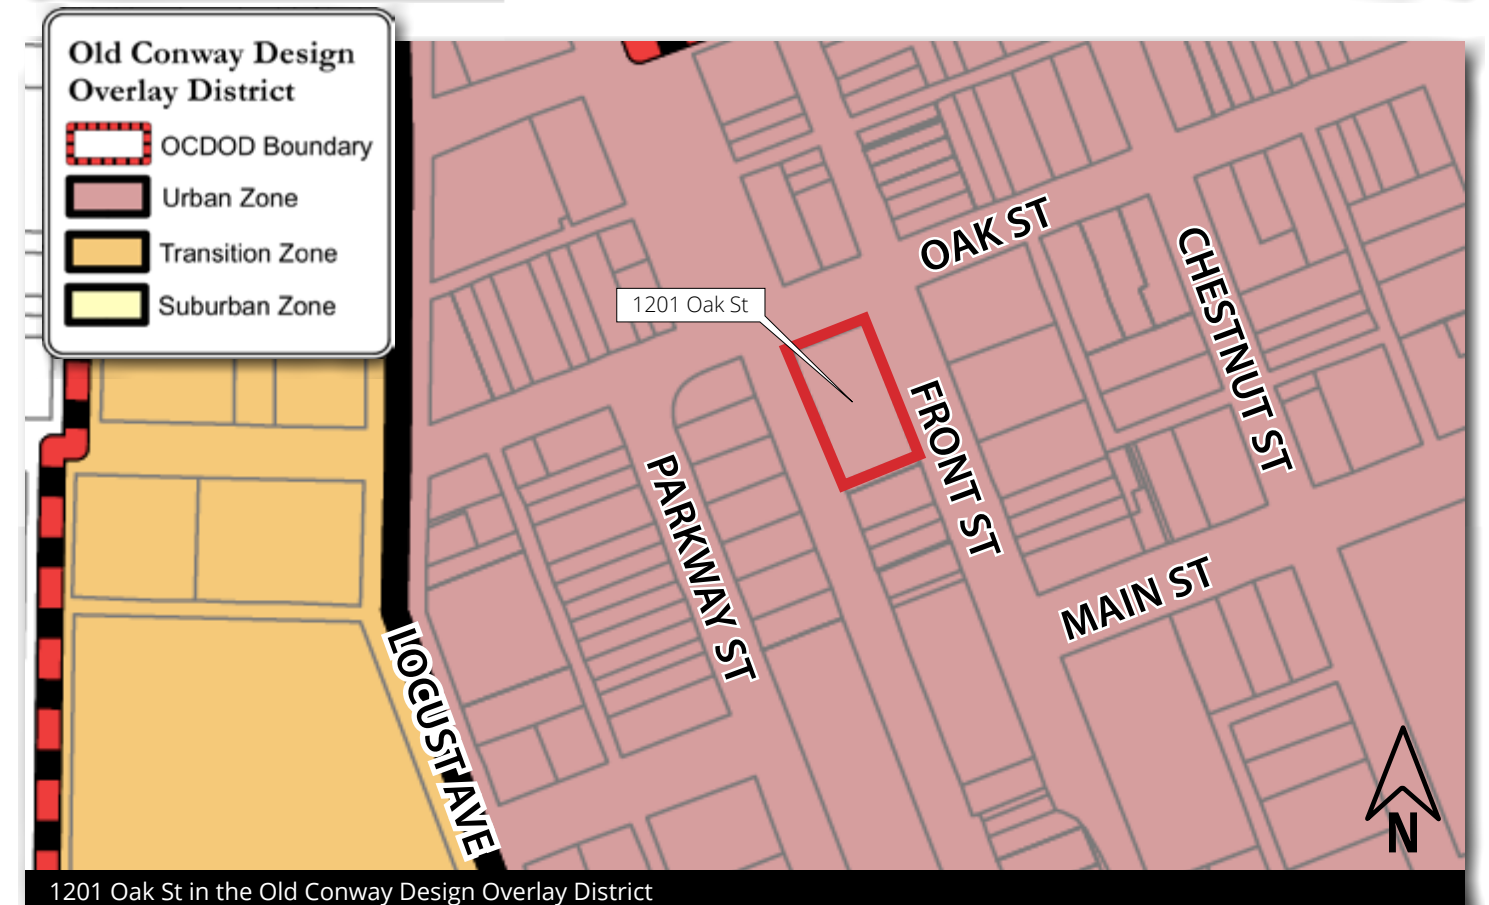 Old Conway Design
Overlay District
OCDOD Boundary
Urban Zone
Transition Zone
Suburban Zone
OAK ST
CHESTNUT ST
1201 Oak St
FRONT ST
PARKWAY ST
MAIN ST
LOCUST AVE
N
1201 Oak St in the Old Conway Design Overlay District